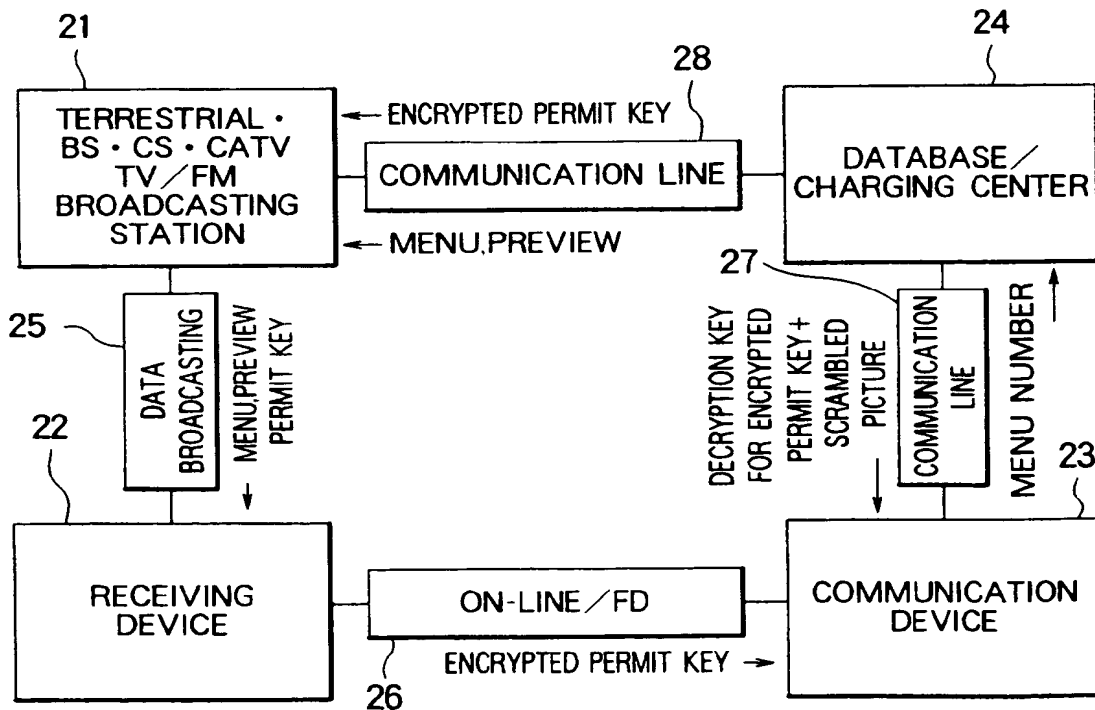 21
24
28
TERRESTRIAL・
BS・CS・CATV
TV／FM
BROADCASTING
STATION
← ENCRYPTED PERMIT KEY
COMMUNICATION LINE
← MENU,PREVIEW
DATABASE／
CHARGING CENTER
25
DATA
BROADCASTING
MENU,PREVIEW
PERMIT KEY
↓
27
DECRYPTION KEY
FOR ENCRYPTED
PERMIT KEY+
SCRAMBLED
PICTURE
↓
COMMUNICATION
LINE
MENU NUMBER
↑
22
23
RECEIVING
DEVICE
ON-LINE／FD
COMMUNICATION
DEVICE
26
ENCRYPTED PERMIT KEY →